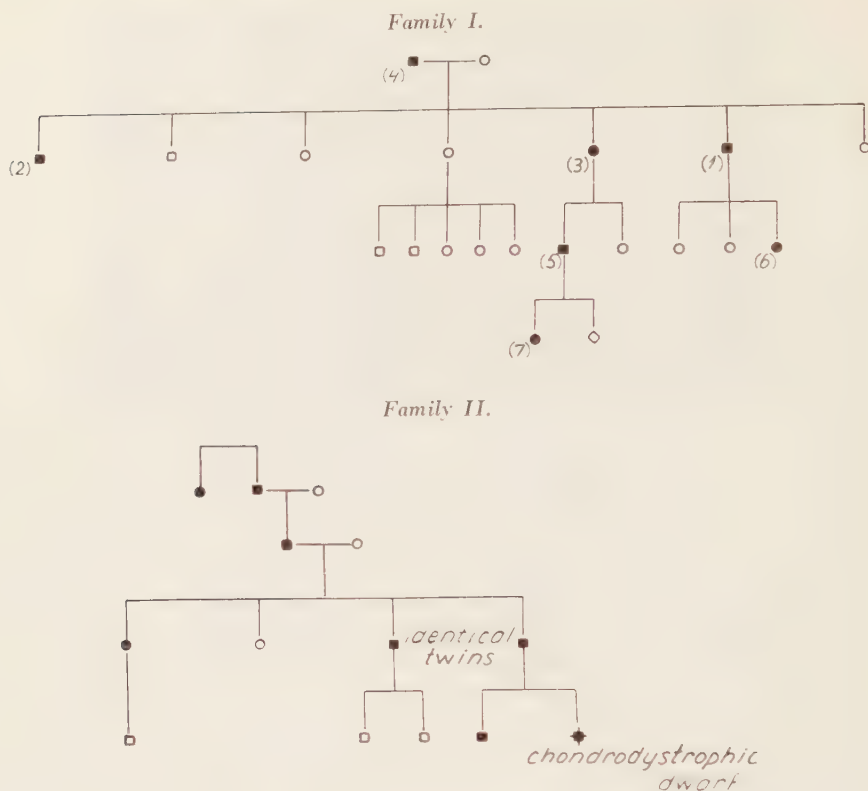 Family I.
(4)
(2)
(3)
(1)
(5)
(6)
(7)
Family II.
identical
twins
chondrodystrophic
dwarf